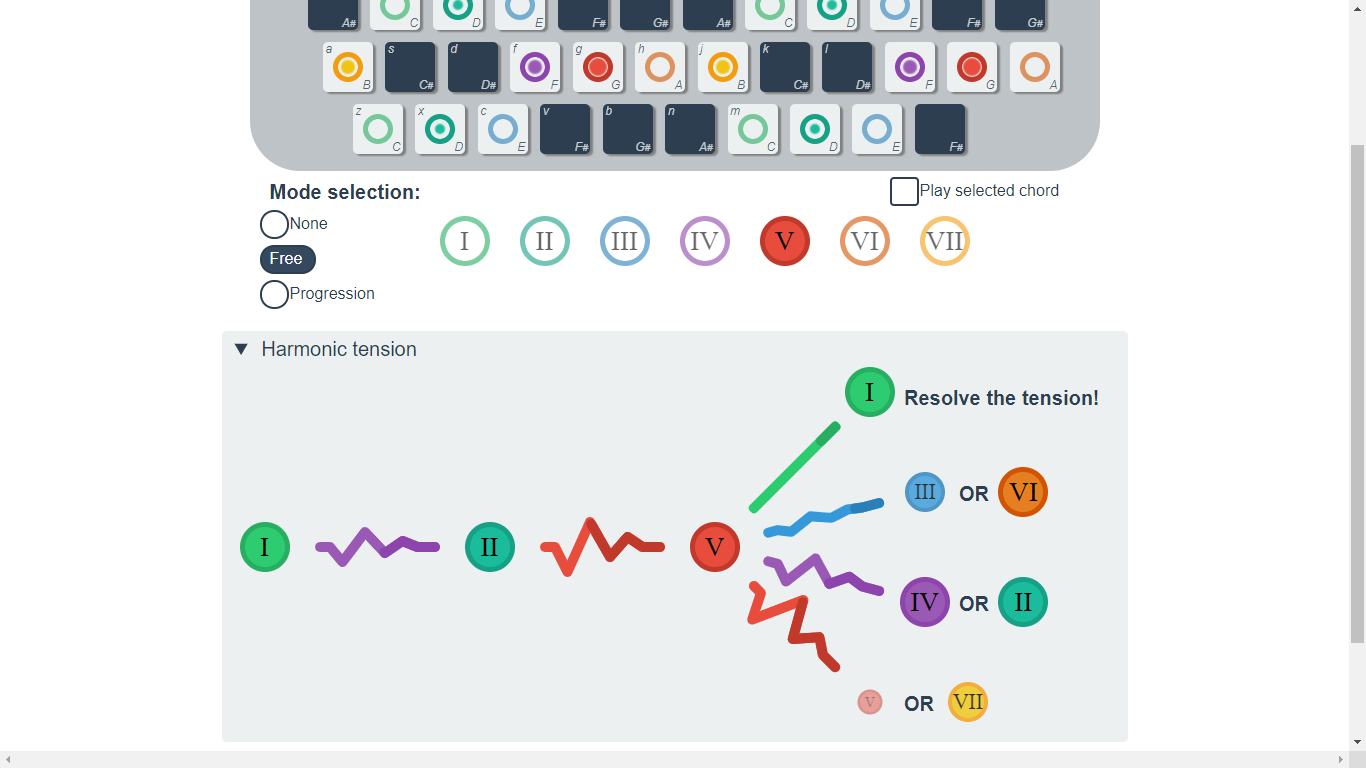 A# C D E F# G# A# C D E F# G#
a B s C# d D# f F g G h A j B k C# l D# F G A
z C x D c E v F# b G# n A# m C D E F#
Mode selection:
Play selected chord
None
I II III IV V VI VII
Free
Progression
▼ Harmonic tension
I Resolve the tension!
III OR VI
I II V
IV OR II
V OR VII